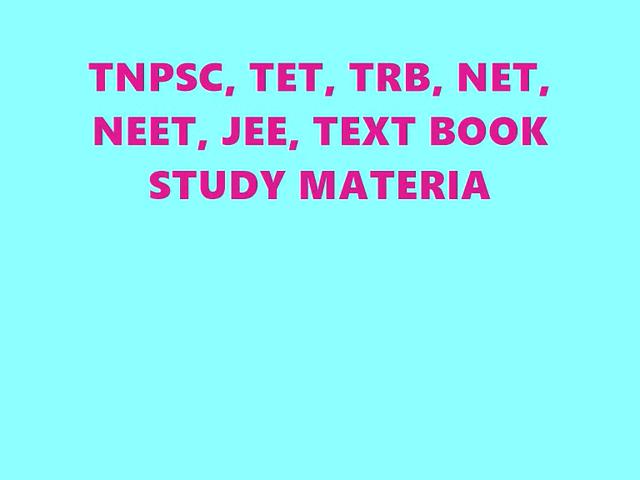 TNPSC, TET, TRB, NET,
NEET, JEE, TEXT BOOK
STUDY MATERIA